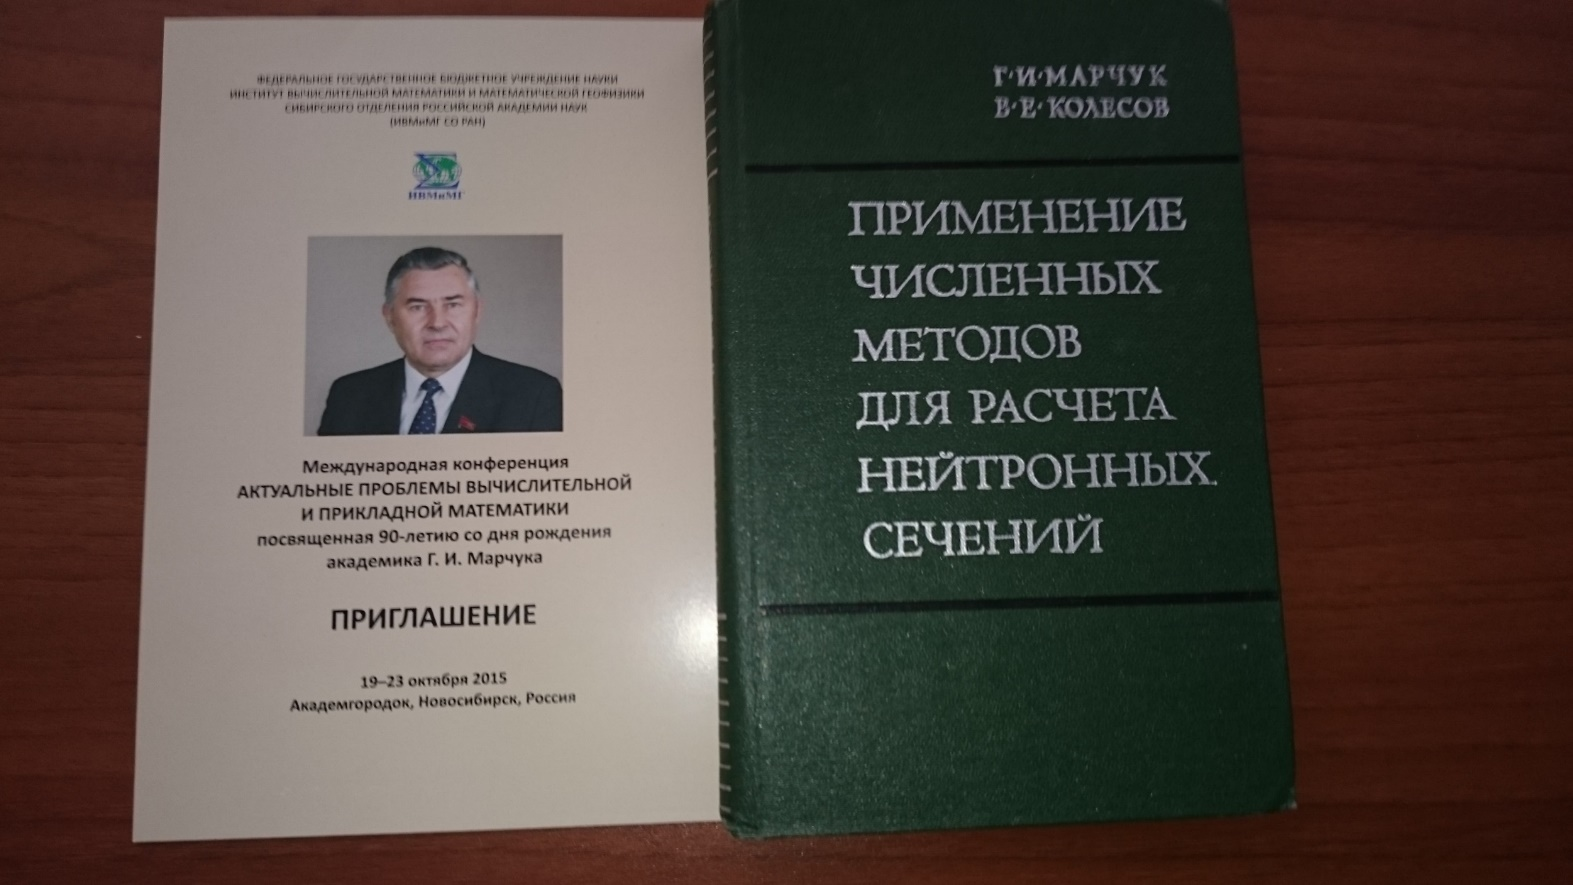 ФЕДЕРАЛЬНОЕ ГОСУДАРСТВЕННОЕ БЮДЖЕТНОЕ УЧРЕЖДЕНИЕ НАУКИ
ИНСТИТУТ ВЫЧИСЛИТЕЛЬНОЙ МАТЕМАТИКИ И МАТЕМАТИЧЕСКОЙ ГЕОФИЗИКИ
СИБИРСКОГО ОТДЕЛЕНИЯ РОССИЙСКОЙ АКАДЕМИИ НАУК
(ИВМиМГ СО РАН)
ИВМиМГ
Международная конференция
АКТУАЛЬНЫЕ ПРОБЛЕМЫ ВЫЧИСЛИТЕЛЬНОЙ
И ПРИКЛАДНОЙ МАТЕМАТИКИ
посвященная 90-летию со дня рождения
академика Г. И. Марчука
ПРИГЛАШЕНИЕ
19–23 октября 2015
Академгородок, Новосибирск, Россия
Г·И·МАРЧУК
В·Е·КОЛЕСОВ
ПРИМЕНЕНИЕ
ЧИСЛЕННЫХ
МЕТОДОВ
ДЛЯ РАСЧЕТА
НЕЙТРОННЫХ
СЕЧЕНИЙ